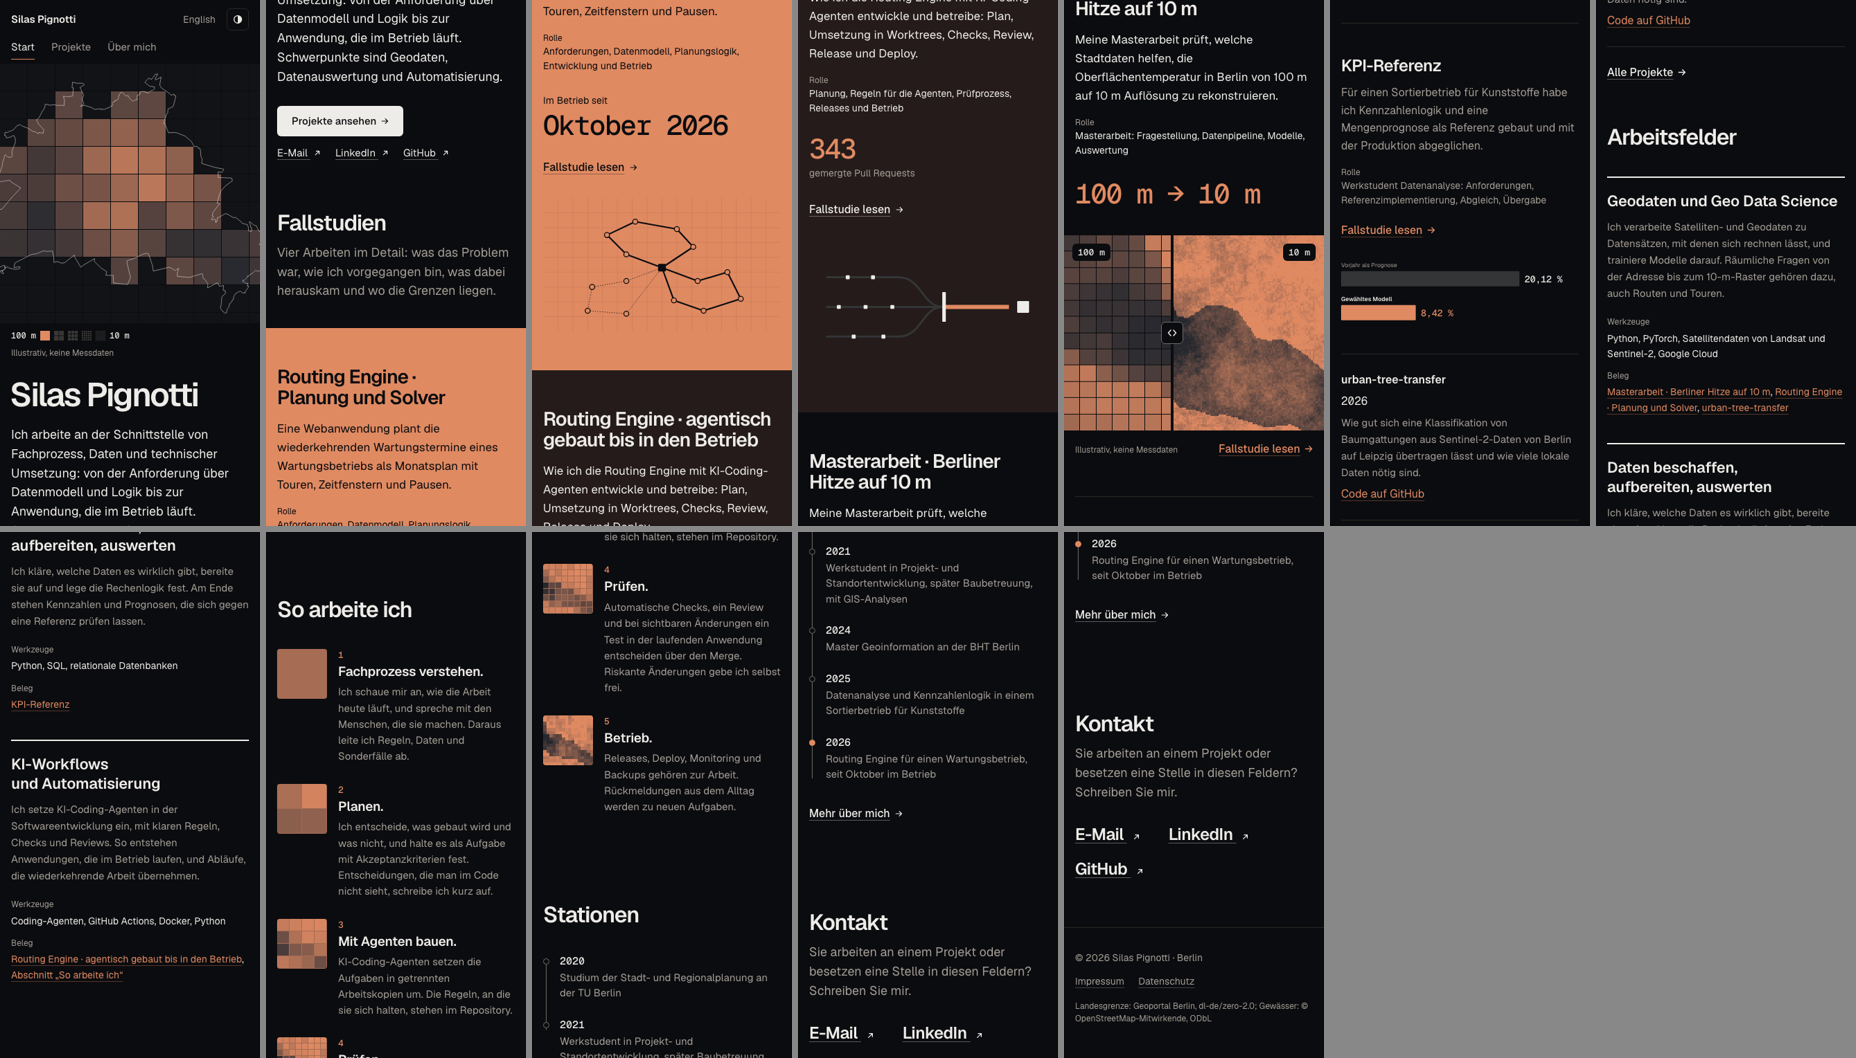 Silas Pignotti
English
Start
Projekte
Über mich
100 m
10 m
Illustrativ, keine Messdaten
Silas Pignotti
Ich arbeite an der Schnittstelle von
Fachprozess, Daten und technischer
Umsetzung: von der Anforderung über
Datenmodell und Logik bis zur
Anwendung, die im Betrieb läuft.
Umsetzung: von der Anforderung über
Datenmodell und Logik bis zur
Anwendung, die im Betrieb läuft.
Schwerpunkte sind Geodaten,
Datenauswertung und Automatisierung.
Projekte ansehen →
E-Mail ↗
LinkedIn ↗
GitHub ↗
Fallstudien
Vier Arbeiten im Detail: was das Problem
war, wie ich vorgegangen bin, was dabei
herauskam und wo die Grenzen liegen.
Routing Engine ·
Planung und Solver
Eine Webanwendung plant die
wiederkehrenden Wartungstermine eines
Wartungsbetriebs als Monatsplan mit
Touren, Zeitfenstern und Pausen.
Rolle
Anforderungen, Datenmodell, Planungslogik,
Touren, Zeitfenstern und Pausen.
Rolle
Anforderungen, Datenmodell, Planungslogik,
Entwicklung und Betrieb
Im Betrieb seit
Oktober 2026
Fallstudie lesen →
Routing Engine · agentisch
gebaut bis in den Betrieb
Wie ich die Routing Engine mit KI-Coding-
Agenten entwickle und betreibe: Plan,
Umsetzung in Worktrees, Checks, Review,
Release und Deploy.
Wie ich die Routing Engine mit KI-Coding-
Agenten entwickle und betreibe: Plan,
Umsetzung in Worktrees, Checks, Review,
Release und Deploy.
Rolle
Planung, Regeln für die Agenten, Prüfprozess,
Releases und Betrieb
343
gemergte Pull Requests
Fallstudie lesen →
Masterarbeit · Berliner
Hitze auf 10 m
Meine Masterarbeit prüft, welche
Hitze auf 10 m
Meine Masterarbeit prüft, welche
Stadtdaten helfen, die
Oberflächentemperatur in Berlin von 100 m
auf 10 m Auflösung zu rekonstruieren.
Rolle
Masterarbeit: Fragestellung, Datenpipeline, Modelle,
Auswertung
100 m → 10 m
100 m
10 m
Illustrativ, keine Messdaten
Fallstudie lesen →
KPI-Referenz
Für einen Sortierbetrieb für Kunststoffe habe
ich Kennzahlenlogik und eine
Mengenprognose als Referenz gebaut und mit
der Produktion abgeglichen.
Rolle
Werkstudent Datenanalyse: Anforderungen,
Referenzimplementierung, Abgleich, Übergabe
Fallstudie lesen →
Vorjahr als Prognose
20,12 %
Gewähltes Modell
8,42 %
urban-tree-transfer
2026
Wie gut sich eine Klassifikation von
Baumgattungen aus Sentinel-2-Daten von Berlin
auf Leipzig übertragen lässt und wie viele lokale
Daten nötig sind.
Code auf GitHub
Daten nötig sind.
Code auf GitHub
Alle Projekte →
Arbeitsfelder
Geodaten und Geo Data Science
Ich verarbeite Satelliten- und Geodaten zu
Datensätzen, mit denen sich rechnen lässt, und
trainiere Modelle darauf. Räumliche Fragen von
der Adresse bis zum 10-m-Raster gehören dazu,
auch Routen und Touren.
Werkzeuge
Python, PyTorch, Satellitendaten von Landsat und
Sentinel-2, Google Cloud
Beleg
Masterarbeit · Berliner Hitze auf 10 m, Routing Engine
· Planung und Solver, urban-tree-transfer
Daten beschaffen,
aufbereiten, auswerten
Ich kläre, welche Daten es wirklich gibt, bereite
aufbereiten, auswerten
Ich kläre, welche Daten es wirklich gibt, bereite
sie auf und lege die Rechenlogik fest. Am Ende
stehen Kennzahlen und Prognosen, die sich gegen
eine Referenz prüfen lassen.
Werkzeuge
Python, SQL, relationale Datenbanken
Beleg
KPI-Referenz
KI-Workflows
und Automatisierung
Ich setze KI-Coding-Agenten in der
Softwareentwicklung ein, mit klaren Regeln,
Checks und Reviews. So entstehen
Anwendungen, die im Betrieb laufen, und Abläufe,
die wiederkehrende Arbeit übernehmen.
Werkzeuge
Coding-Agenten, GitHub Actions, Docker, Python
Beleg
Routing Engine · agentisch gebaut bis in den Betrieb,
Abschnitt „So arbeite ich“
So arbeite ich
1
Fachprozess verstehen.
Ich schaue mir an, wie die Arbeit
heute läuft, und spreche mit den
Menschen, die sie machen. Daraus
leite ich Regeln, Daten und
Sonderfälle ab.
2
Planen.
Ich entscheide, was gebaut wird und
was nicht, und halte es als Aufgabe
mit Akzeptanzkriterien fest.
Entscheidungen, die man im Code
nicht sieht, schreibe ich kurz auf.
3
Mit Agenten bauen.
KI-Coding-Agenten setzen die
Aufgaben in getrennten
Arbeitskopien um. Die Regeln, an die
sie sich halten, stehen im Repository.
4
Prüfen.
sie sich halten, stehen im Repository.
4
Prüfen.
Automatische Checks, ein Review
und bei sichtbaren Änderungen ein
Test in der laufenden Anwendung
entscheiden über den Merge.
Riskante Änderungen gebe ich selbst
frei.
5
Betrieb.
Releases, Deploy, Monitoring und
Backups gehören zur Arbeit.
Rückmeldungen aus dem Alltag
werden zu neuen Aufgaben.
Stationen
2020
Studium der Stadt- und Regionalplanung an
der TU Berlin
2021
Werkstudent in Projekt- und
Standortentwicklung, später Baubetreuung,
2021
Werkstudent in Projekt- und
Standortentwicklung, später Baubetreuung,
mit GIS-Analysen
2024
Master Geoinformation an der BHT Berlin
2025
Datenanalyse und Kennzahlenlogik in einem
Sortierbetrieb für Kunststoffe
2026
Routing Engine für einen Wartungsbetrieb,
seit Oktober im Betrieb
Mehr über mich →
Kontakt
Sie arbeiten an einem Projekt oder
besetzen eine Stelle in diesen Feldern?
Schreiben Sie mir.
E-Mail ↗
LinkedIn ↗
2026
Routing Engine für einen Wartungsbetrieb,
seit Oktober im Betrieb
Mehr über mich →
Kontakt
Sie arbeiten an einem Projekt oder
besetzen eine Stelle in diesen Feldern?
Schreiben Sie mir.
E-Mail ↗
LinkedIn ↗
GitHub ↗
© 2026 Silas Pignotti · Berlin
Impressum
Datenschutz
Landesgrenze: Geoportal Berlin, dl-de/zero-2.0; Gewässer: ©
OpenStreetMap-Mitwirkende, ODbL